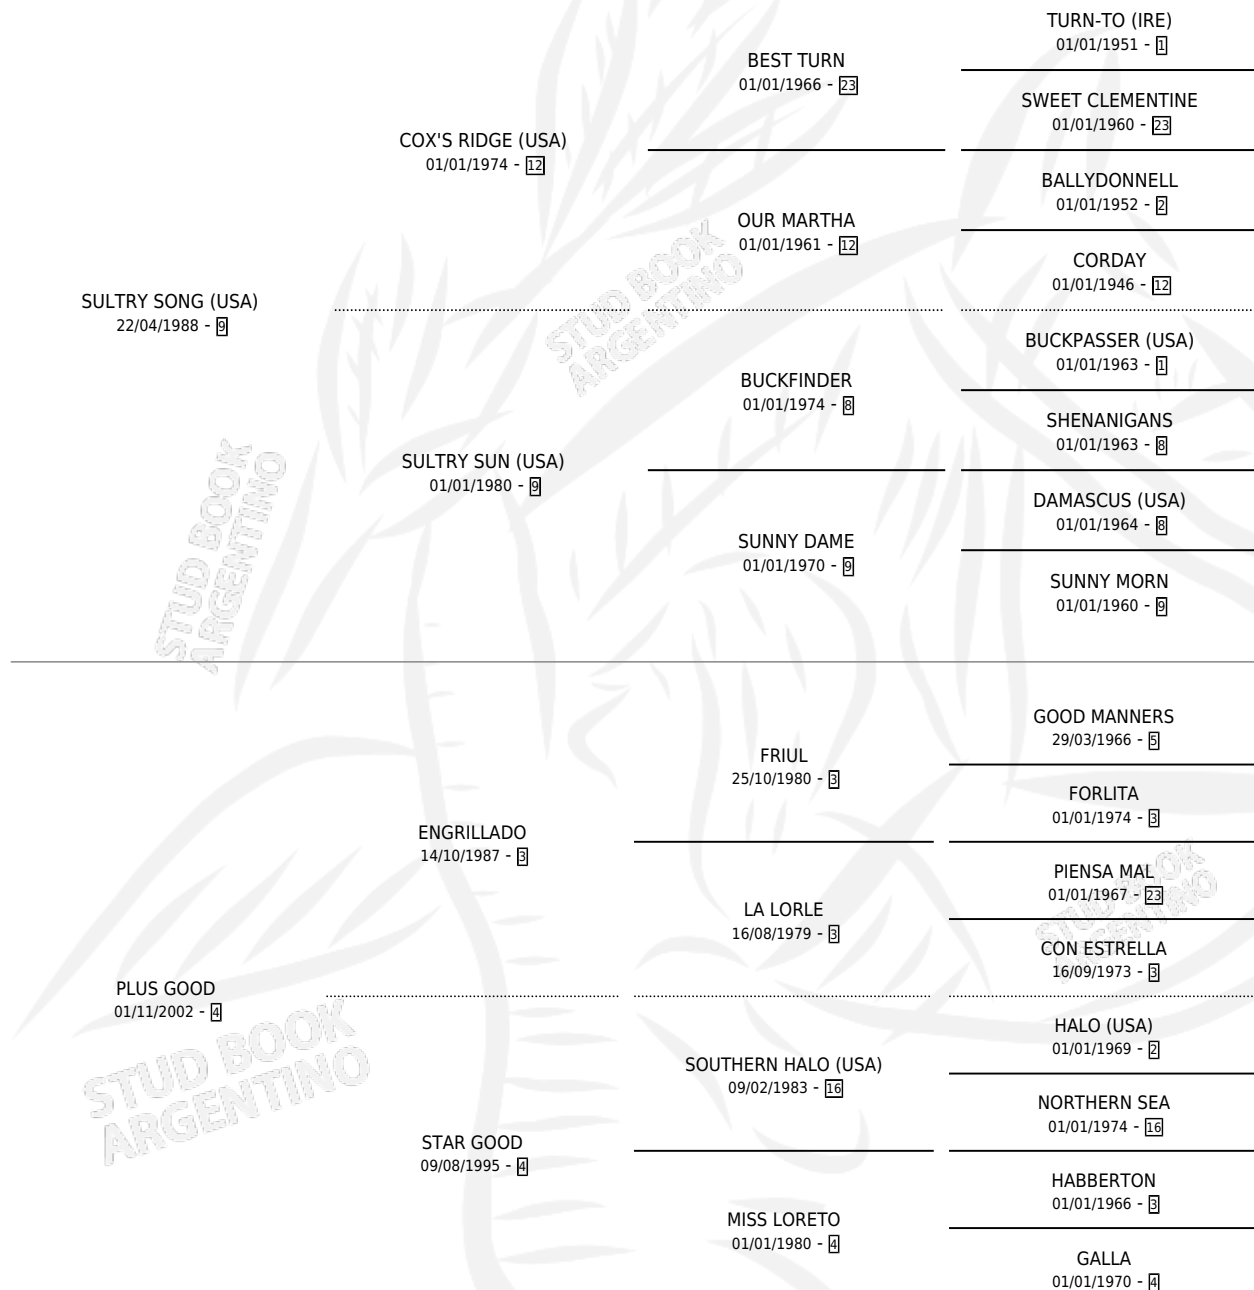 TURN-TO (IRE)
01/01/1951 - 1
BEST TURN
01/01/1966 - 23
SWEET CLEMENTINE
01/01/1960 - 23
COX'S RIDGE (USA)
01/01/1974 - 12
BALLYDONNELL
01/01/1952 - 2
OUR MARTHA
01/01/1961 - 12
CORDAY
01/01/1946 - 12
STUD BOOK
ARGENTINO
SULTRY SONG (USA)
22/04/1988 - 9
BUCKPASSER (USA)
01/01/1963 - 1
BUCKFINDER
01/01/1974 - 8
SHENANIGANS
01/01/1963 - 8
SULTRY SUN (USA)
01/01/1980 - 9
DAMASCUS (USA)
01/01/1964 - 8
SUNNY DAME
01/01/1970 - 9
SUNNY MORN
01/01/1960 - 9
STUD BOOK
ARGENTINO
GOOD MANNERS
29/03/1966 - 5
FRIUL
25/10/1980 - 3
FORLITA
01/01/1974 - 3
ENGRILLADO
14/10/1987 - 3
PIENSA MAL
01/01/1967 - 23
LA LORLE
16/08/1979 - 3
CON ESTRELLA
16/09/1973 - 3
STUD BOOK
ARGENTINO
PLUS GOOD
01/11/2002 - 4
HALO (USA)
01/01/1969 - 2
SOUTHERN HALO (USA)
09/02/1983 - 16
NORTHERN SEA
01/01/1974 - 16
STUD BOOK
ARGENTINO
STAR GOOD
09/08/1995 - 4
HABBERTON
01/01/1966 - 3
MISS LORETO
01/01/1980 - 4
GALLA
01/01/1970 - 4